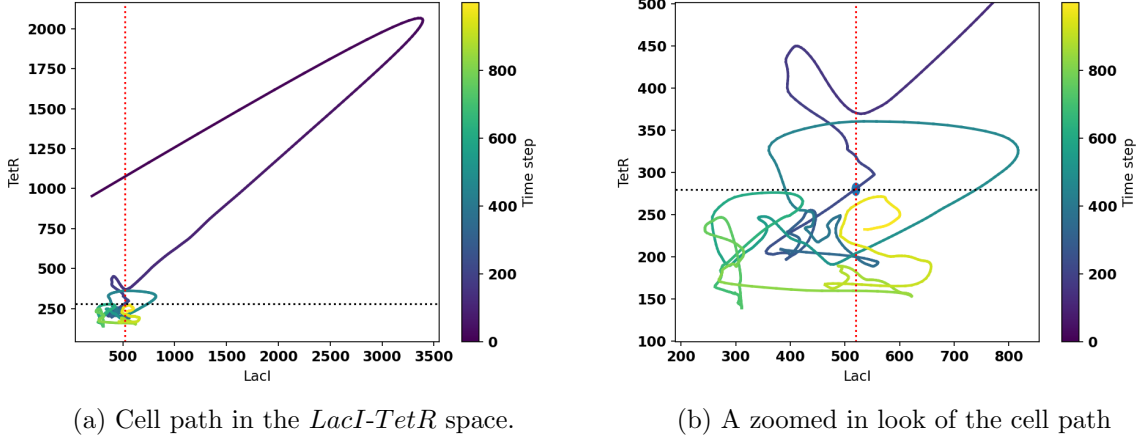 2000
1750
1500
1250
1000
750
500
250
TetR
500 1000 1500 2000 2500 3000 3500
LacI
800
600
400
200
0
Time step
(a) Cell path in the LacI-TetR space.
500
450
400
350
300
250
200
150
100
TetR
200 300 400 500 600 700 800
LacI
800
600
400
200
0
Time step
(b) A zoomed in look of the cell path